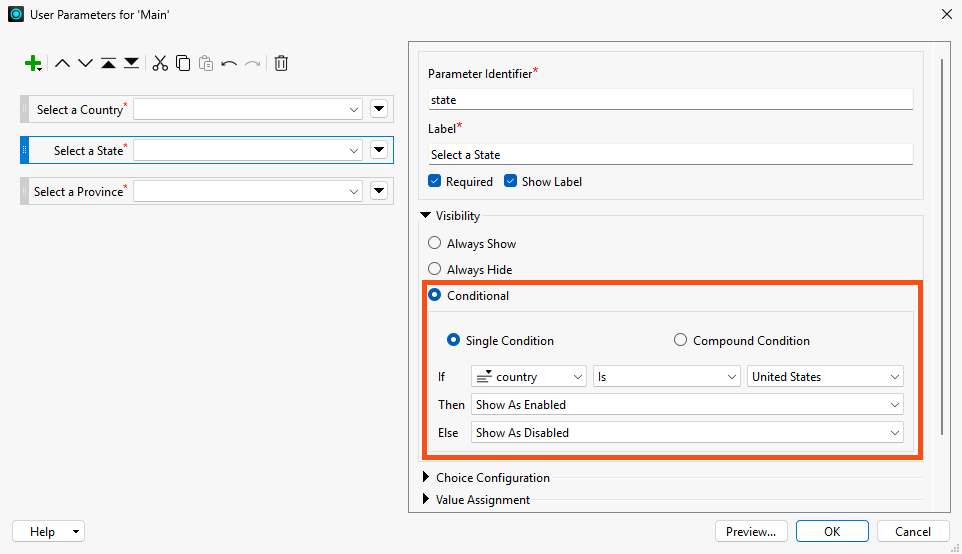 User Parameters for 'Main'
Select a Country*
Select a State*
Select a Province*
Parameter Identifier*
state
Label*
Select a State
Required Show Label
Visibility
Always Show
Always Hide
Conditional
Single Condition Compound Condition
If country Is United States
Then Show As Enabled
Else Show As Disabled
Choice Configuration
Value Assignment
Help Preview... OK Cancel